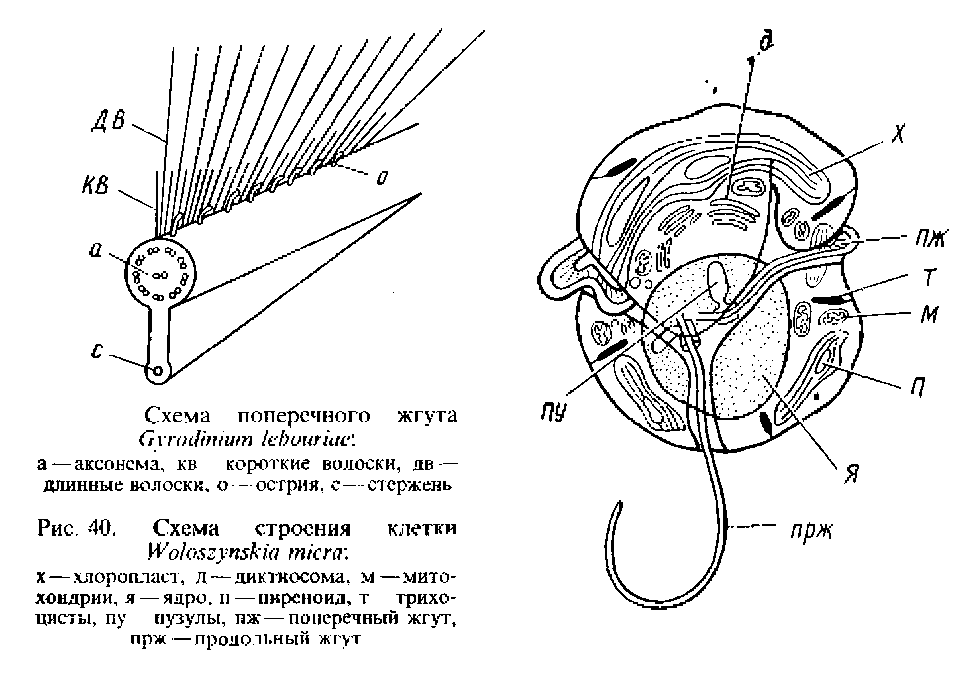 ДВ
КВ
а
о
с
Схема поперечного жгута
Gyrodinium lebouriae:
а — аксонема, кв короткие волоски, дв —
длинные волоски, о — острия, с — стержень
Рис. 40. Схема строения клетки
Woloszynskia micra:
х — хлоропласт, д — диктиосома, м — мито-
хондрии, я — ядро, п — пиреноид, т трихо-
цисты, пу пузулы, пж — поперечный жгут,
прж — продольный жгут
д
Х
ПЖ
Т
М
П
ПУ
Я
прж